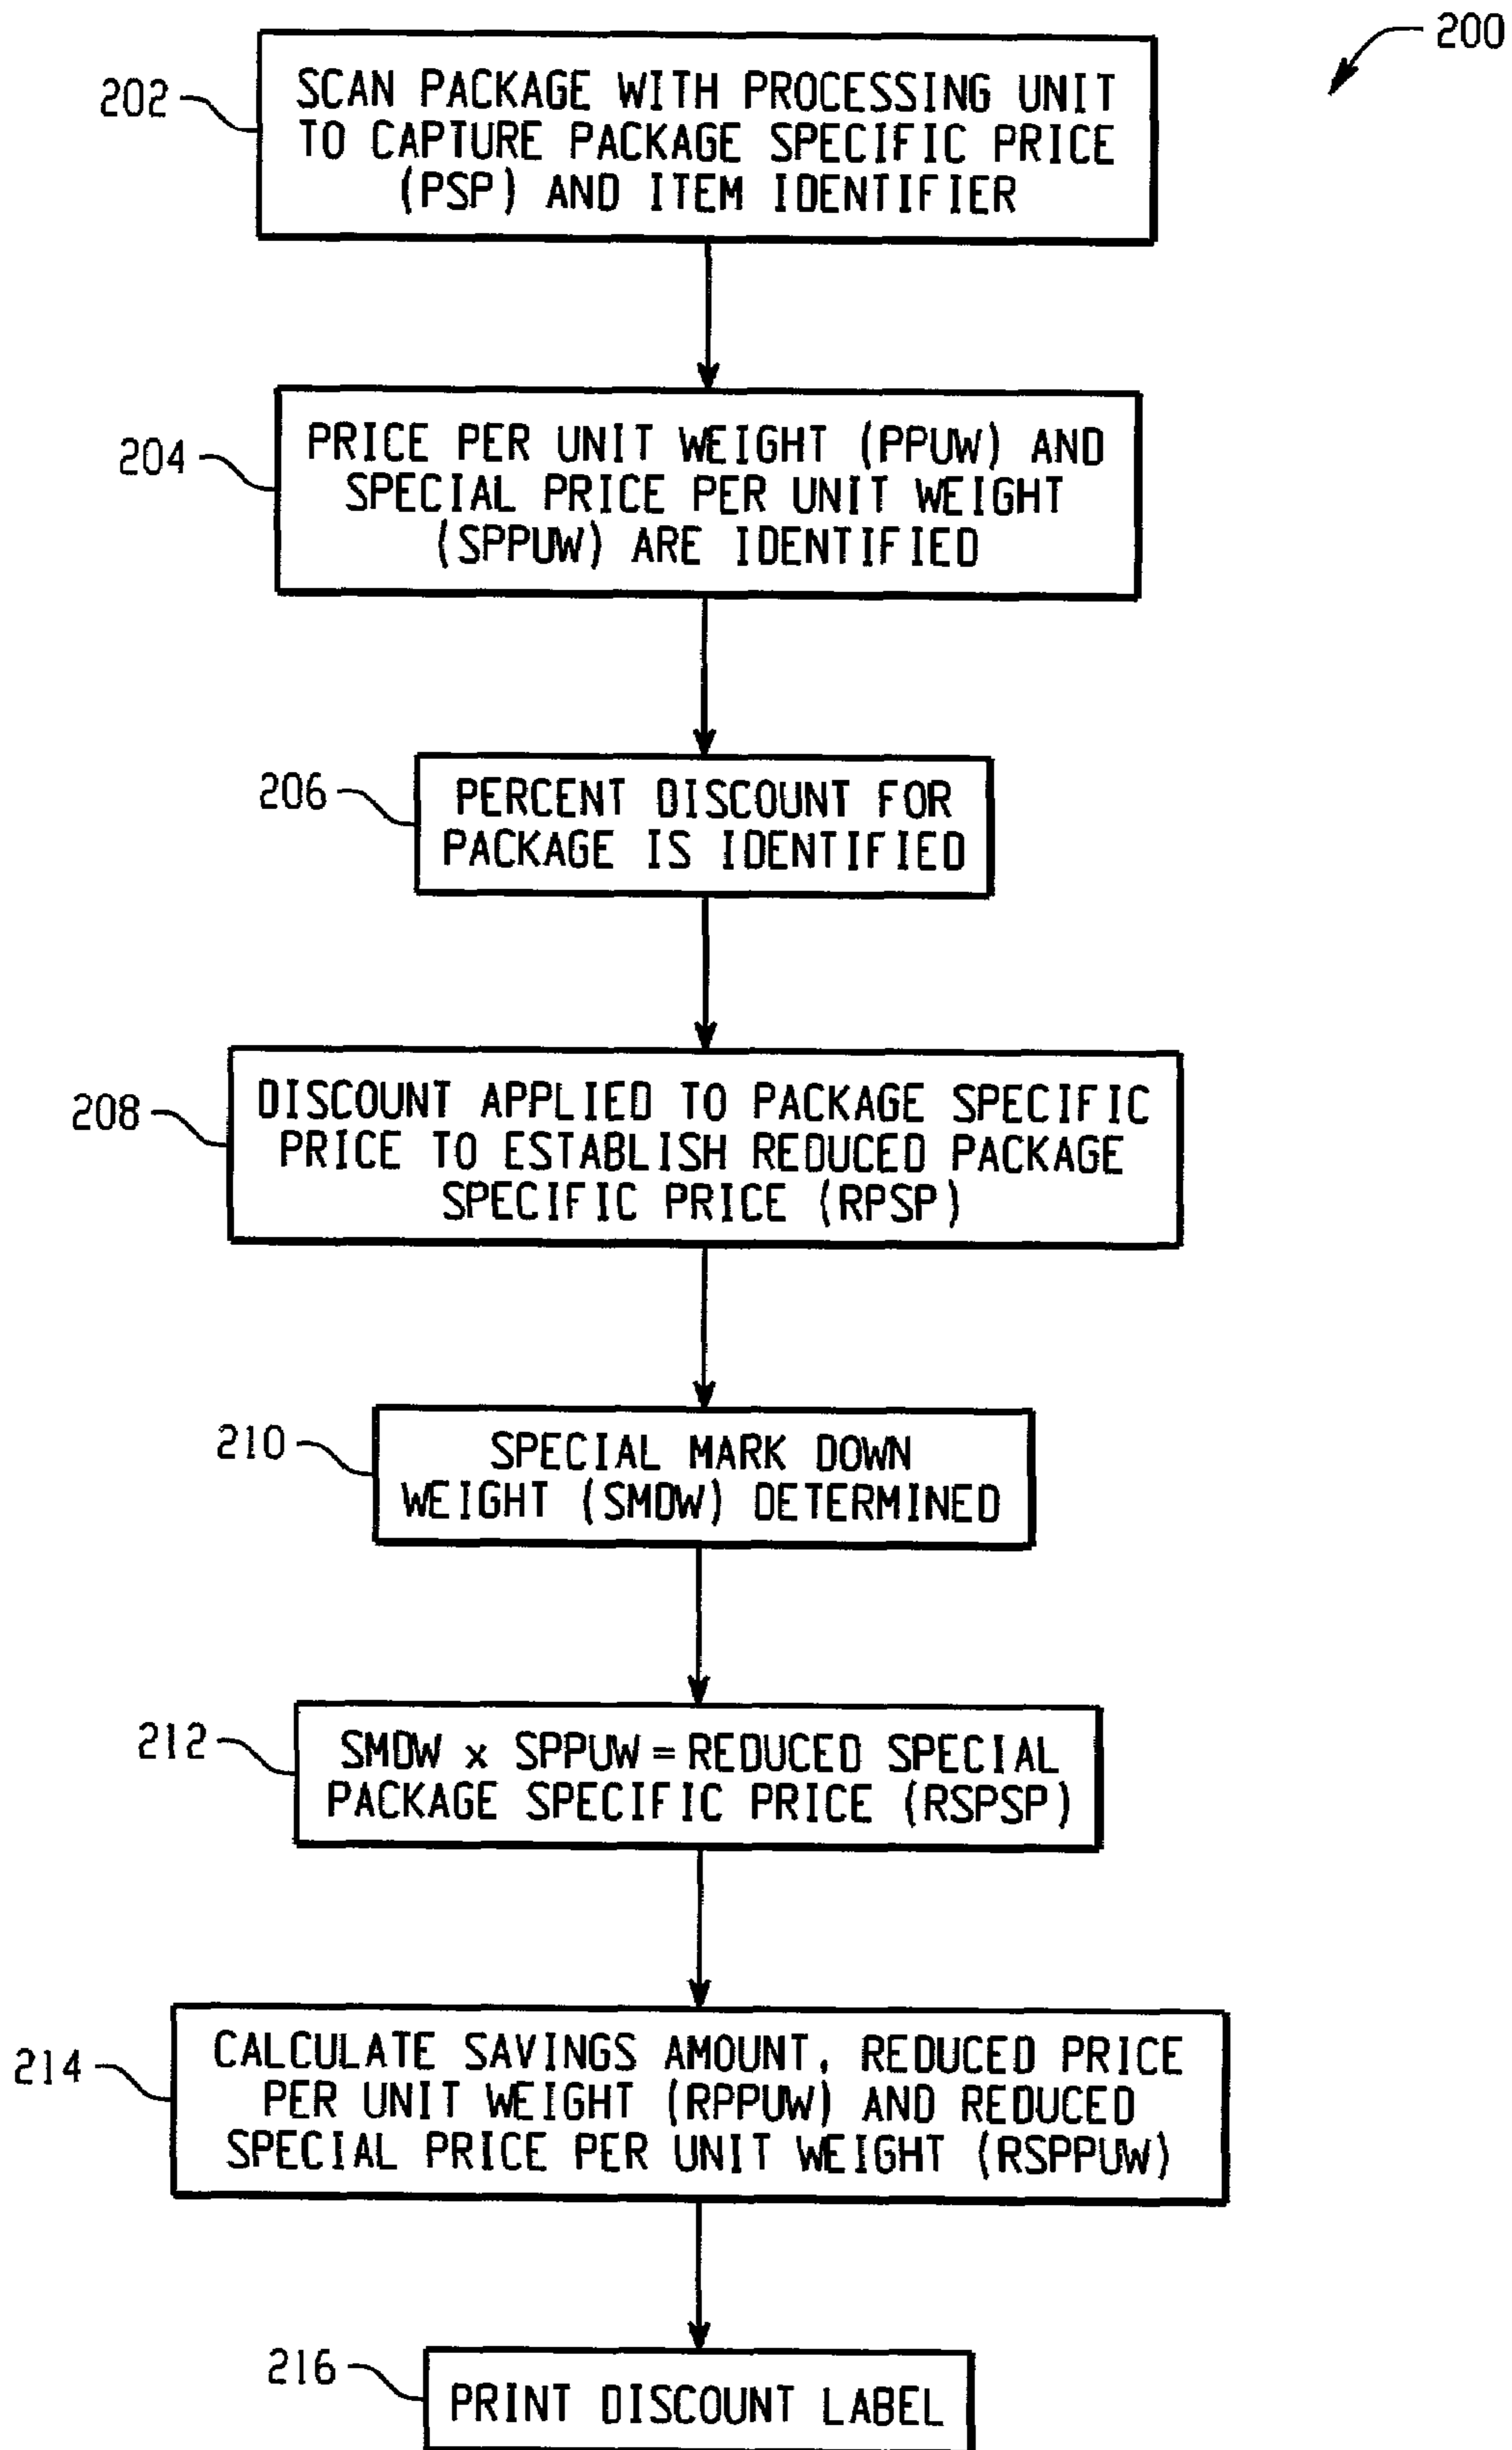 200
202
SCAN PACKAGE WITH PROCESSING UNIT
TO CAPTURE PACKAGE SPECIFIC PRICE
(PSP) AND ITEM IDENTIFIER
204
PRICE PER UNIT WEIGHT (PPUW) AND
SPECIAL PRICE PER UNIT WEIGHT
(SPPUW) ARE IDENTIFIED
206
PERCENT DISCOUNT FOR
PACKAGE IS IDENTIFIED
208
DISCOUNT APPLIED TO PACKAGE SPECIFIC
PRICE TO ESTABLISH REDUCED PACKAGE
SPECIFIC PRICE (RPSP)
210
SPECIAL MARK DOWN
WEIGHT (SMDW) DETERMINED
212
SMDW x SPPUW = REDUCED SPECIAL
PACKAGE SPECIFIC PRICE (RSPSP)
214
CALCULATE SAVINGS AMOUNT, REDUCED PRICE
PER UNIT WEIGHT (RPPUW) AND REDUCED
SPECIAL PRICE PER UNIT WEIGHT (RSPPUW)
216
PRINT DISCOUNT LABEL